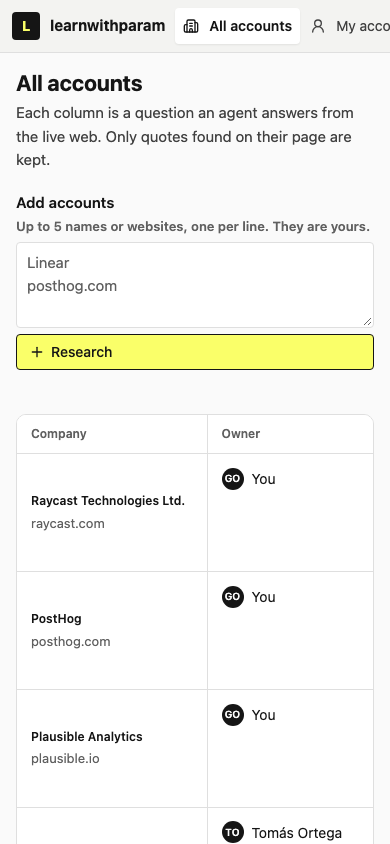 L learnwithparam All accounts My acco
All accounts
Each column is a question an agent answers from
the live web. Only quotes found on their page are
kept.
Add accounts
Up to 5 names or websites, one per line. They are yours.
Linear
posthog.com
+ Research
Company Owner
GO You
Raycast Technologies Ltd.
raycast.com
GO You
PostHog
posthog.com
GO You
Plausible Analytics
plausible.io
TO Tomás Ortega